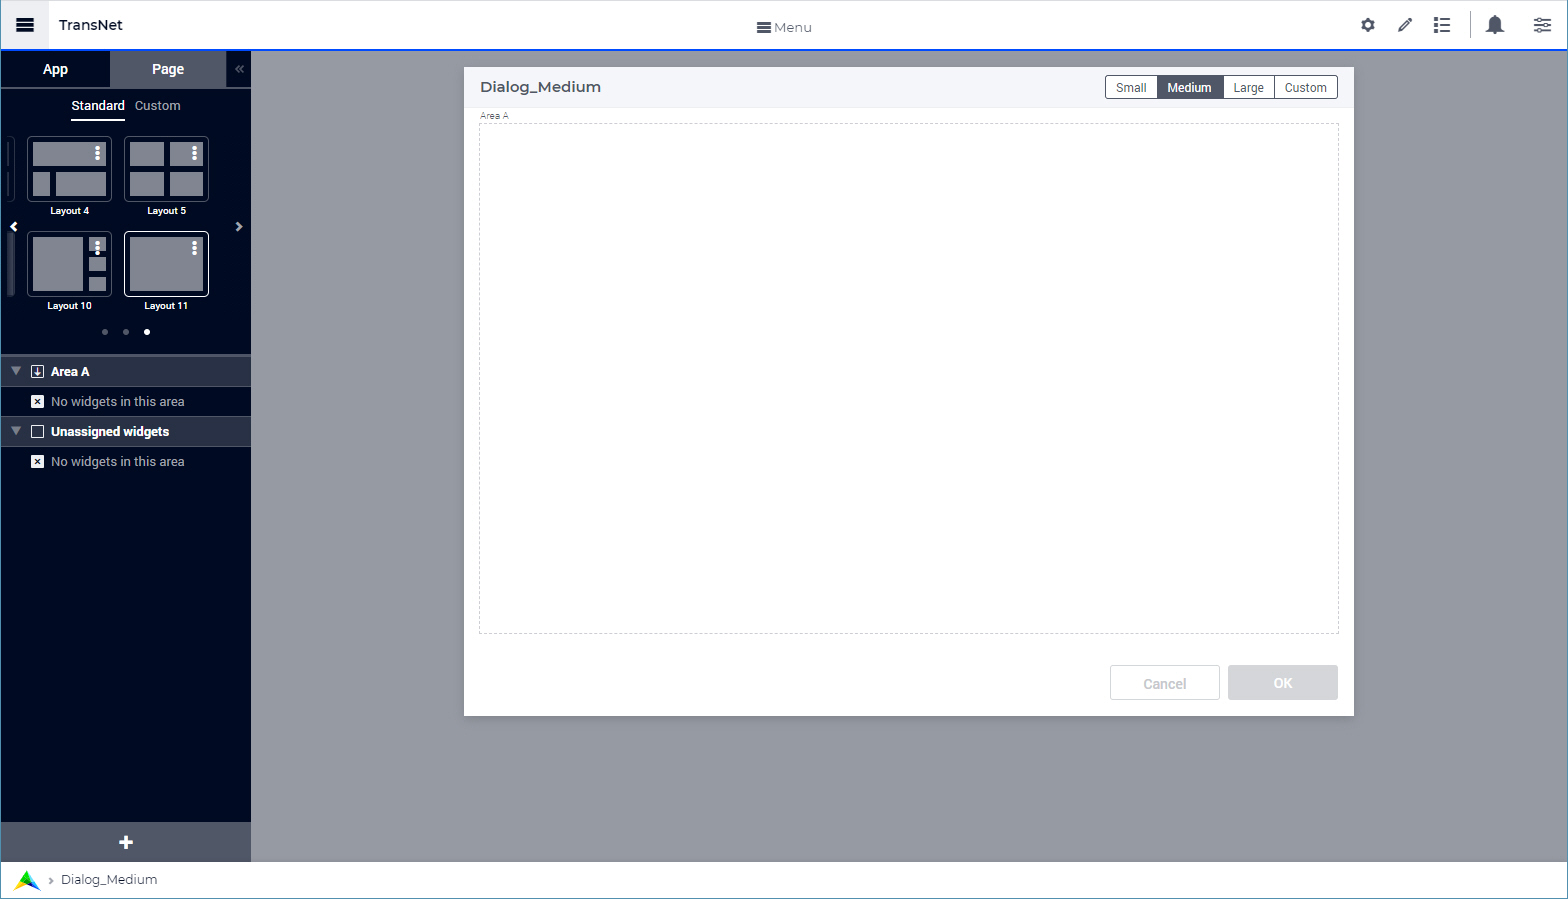 TransNet
Menu
App
Page
Standard
Custom
Layout 4
Layout 5
Layout 10
Layout 11
Area A
No widgets in this area
Unassigned widgets
No widgets in this area
Dialog_Medium
Small
Medium
Large
Custom
Area A
Cancel
OK
Dialog_Medium